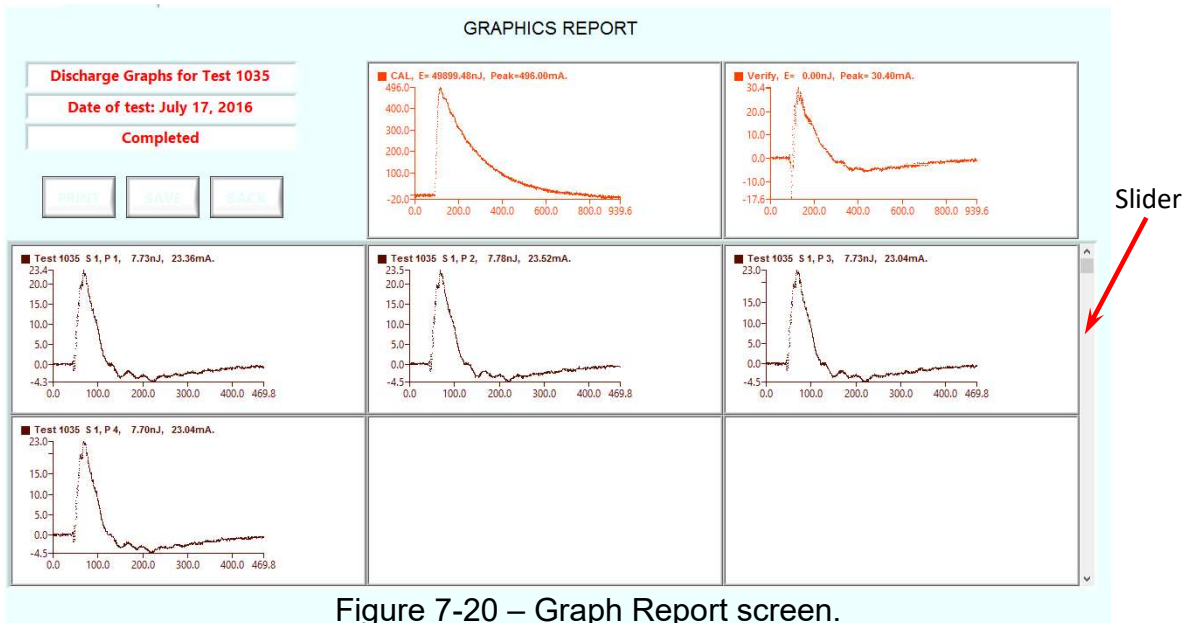 GRAPHICS REPORT
Discharge Graphs for Test 1035
Date of test: July 17, 2016
Completed
PRINT SAVE BACK
CAL, E= 49899.48nJ, Peak=496.00mA.
496.0
400.0
300.0
200.0
100.0
-20.0
0.0 200.0 400.0 600.0 800.0 939.6
Verify, E= 0.00nJ, Peak= 30.40mA.
30.4
20.0
10.0
0.0
-10.0
-17.6
0.0 200.0 400.0 600.0 800.0 939.6
Slider
Test 1035 S 1, P 1, 7.73nJ, 23.36mA.
23.4
20.0
15.0
10.0
5.0
0.0
-4.3
0.0 100.0 200.0 300.0 400.0 469.8
Test 1035 S 1, P 2, 7.78nJ, 23.52mA.
23.5
20.0
15.0
10.0
5.0
0.0
-4.5
0.0 100.0 200.0 300.0 400.0 469.8
Test 1035 S 1, P 3, 7.73nJ, 23.04mA.
23.0
15.0
10.0
5.0
0.0
-4.5
0.0 100.0 200.0 300.0 400.0 469.8
Test 1035 S 1, P 4, 7.70nJ, 23.04mA.
23.0
15.0
10.0
5.0
0.0
-4.5
0.0 100.0 200.0 300.0 400.0 469.8
Figure 7-20 – Graph Report screen.